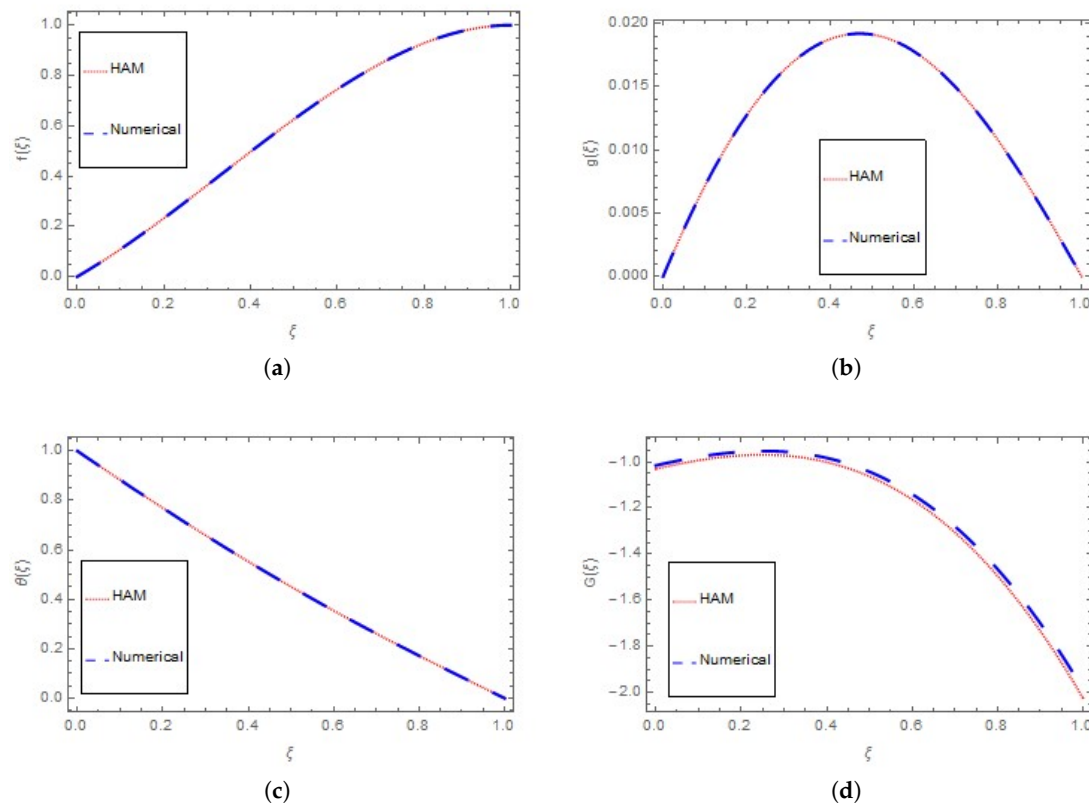 1.0
0.8
0.6
0.4
0.2
0.0
f(ξ)
HAM
Numerical
0.0 0.2 0.4 0.6 0.8 1.0
ξ
(a)
0.020
0.015
0.010
0.005
0.000
g(ξ)
HAM
Numerical
0.0 0.2 0.4 0.6 0.8 1.0
ξ
(b)
1.0
0.8
0.6
0.4
0.2
0.0
θ(ξ)
HAM
Numerical
0.0 0.2 0.4 0.6 0.8 1.0
ξ
(c)
-1.0
-1.2
-1.4
-1.6
-1.8
-2.0
G(ξ)
HAM
Numerical
0.0 0.2 0.4 0.6 0.8 1.0
ξ
(d)